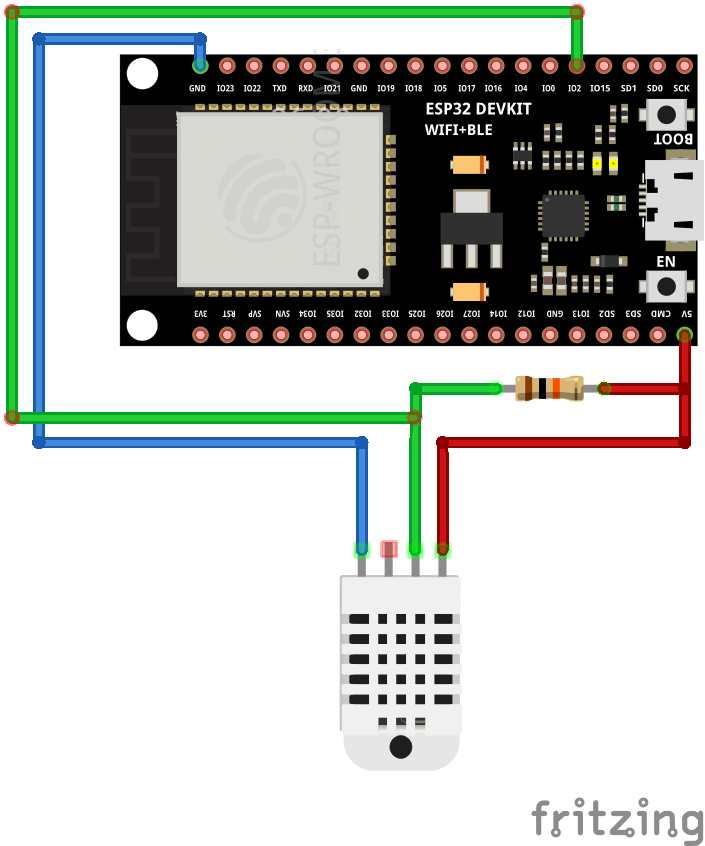 GND IO23 IO22 TXD RXD IO21 GND IO19 IO18 IO5 IO17 IO16 IO4 IO0 IO2 IO15 SD1 SD0 SCK
ESP32 DEVKIT
WIFI+BLE
BOOT
ESP-WROOM-
EN
3V3 RST SVP SVN IO34 IO35 IO32 IO33 IO25 IO26 IO27 IO14 IO12 GND IO13 SD2 SD3 CMD 5V
fritzing